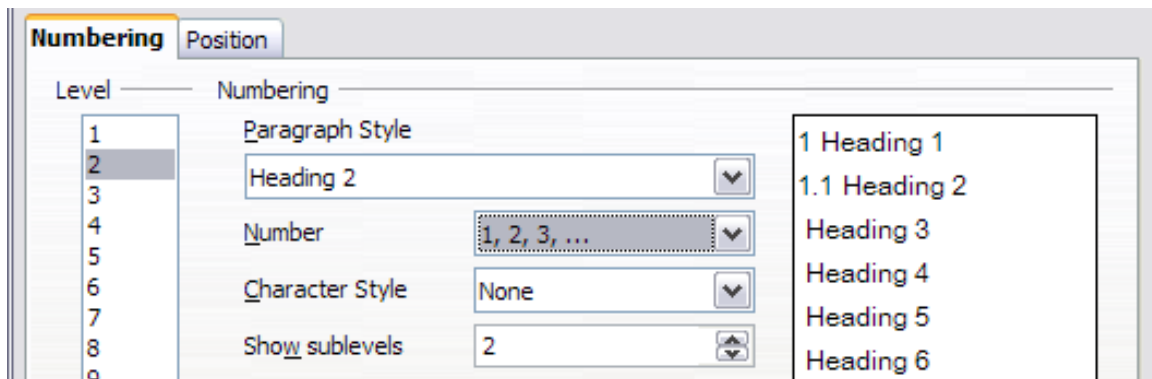 Numbering Position
Level Numbering
1
2
3
4
5
6
7
8
9
Paragraph Style
Heading 2
Number 1, 2, 3, ...
Character Style None
Show sublevels 2
1 Heading 1
1.1 Heading 2
Heading 3
Heading 4
Heading 5
Heading 6